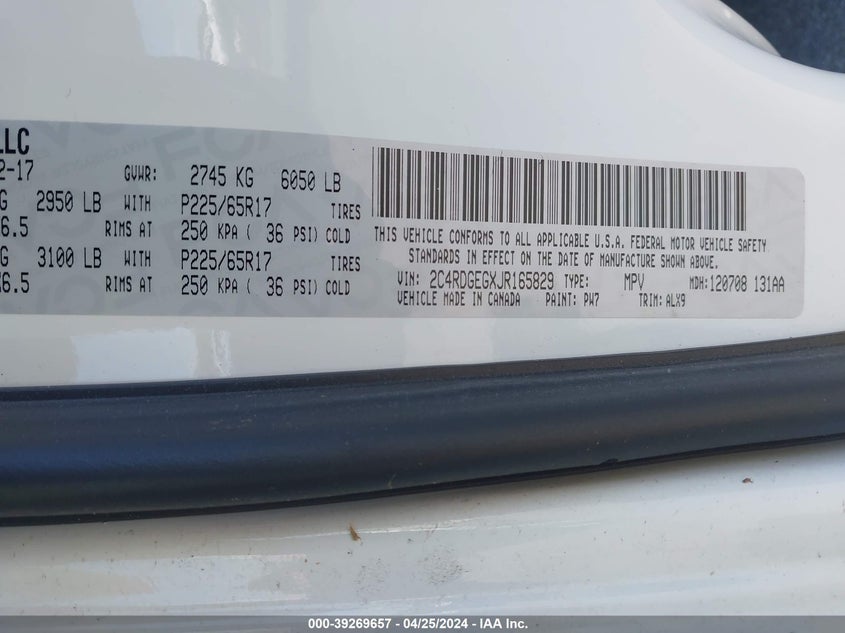 LLC
2-17 GVWR: 2745 KG 6050 LB
G 2950 LB WITH P225/65R17 TIRES
6.5 RIMS AT 250 KPA ( 36 PSI) COLD
G 3100 LB WITH P225/65R17 TIRES
X6.5 RIMS AT 250 KPA ( 36 PSI) COLD
THIS VEHICLE CONFORMS TO ALL APPLICABLE U.S.A. FEDERAL MOTOR VEHICLE SAFETY
STANDARDS IN EFFECT ON THE DATE OF MANUFACTURE SHOWN ABOVE.
VIN: 2C4RDGEGXJR165829 TYPE: MPV MDH:120708 131AA
VEHICLE MADE IN CANADA PAINT: PW7 TRIM: ALX9
000-39269657 - 04/25/2024 - US.IAAI.COM